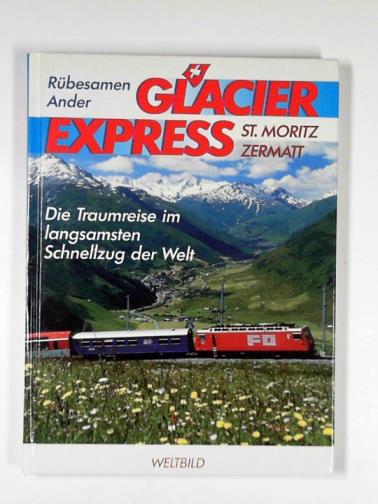 Rübesamen
Ander
GLACIER
EXPRESS
ST. MORITZ
ZERMATT
Die Traumreise im
langsamsten
Schnellzug der Welt
FO
WELTBILD